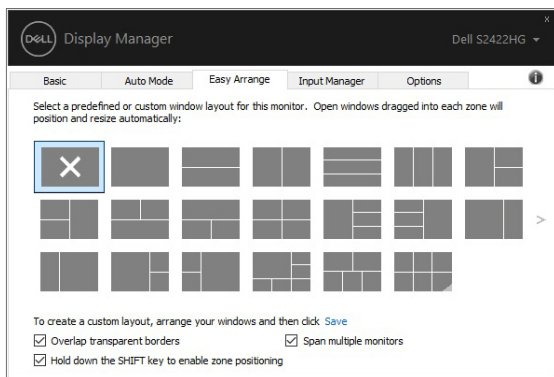 DELL Display Manager
Dell S2422HG
Basic Auto Mode Easy Arrange Input Manager Options
Select a predefined or custom window layout for this monitor. Open windows dragged into each zone will
position and resize automatically:
To create a custom layout, arrange your windows and then click Save
Overlap transparent borders
Span multiple monitors
Hold down the SHIFT key to enable zone positioning